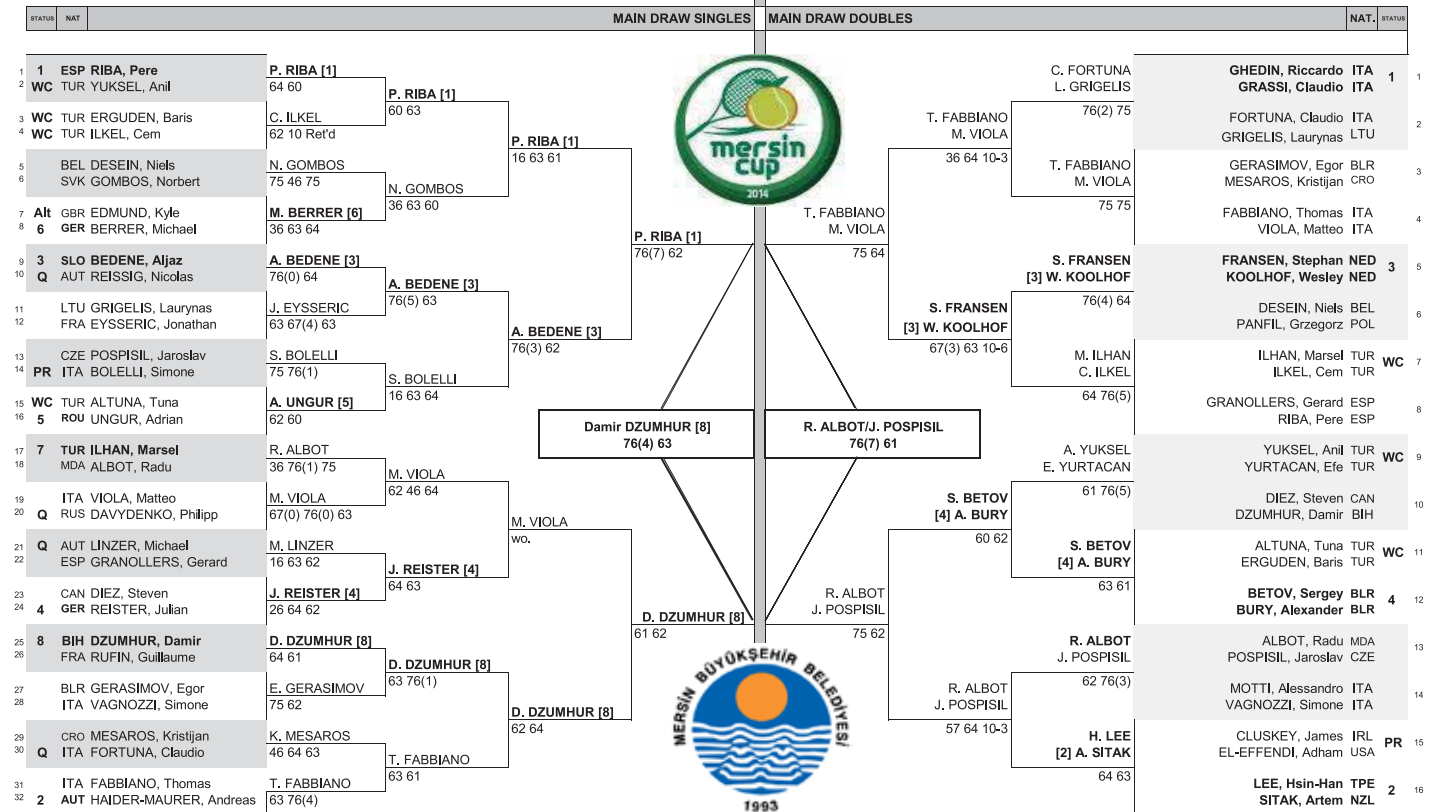 STATUS NAT MAIN DRAW SINGLES MAIN DRAW DOUBLES NAT. STATUS
1 1 ESP RIBA, Pere
2 WC TUR YUKSEL, Anil
3 WC TUR ERGUDEN, Baris
4 WC TUR ILKEL, Cem
5 BEL DESEIN, Niels
6 SVK GOMBOS, Norbert
7 Alt GBR EDMUND, Kyle
8 6 GER BERRER, Michael
9 3 SLO BEDENE, Aljaz
10 Q AUT REISSIG, Nicolas
11 LTU GRIGELIS, Laurynas
12 FRA EYSSERIC, Jonathan
13 CZE POSPISIL, Jaroslav
14 PR ITA BOLELLI, Simone
15 WC TUR ALTUNA, Tuna
16 5 ROU UNGUR, Adrian
17 7 TUR ILHAN, Marsel
18 MDA ALBOT, Radu
19 ITA VIOLA, Matteo
20 Q RUS DAVYDENKO, Philipp
21 Q AUT LINZER, Michael
22 ESP GRANOLLERS, Gerard
23 CAN DIEZ, Steven
24 4 GER REISTER, Julian
25 8 BIH DZUMHUR, Damir
26 FRA RUFIN, Guillaume
27 BLR GERASIMOV, Egor
28 ITA VAGNOZZI, Simone
29 CRO MESAROS, Kristijan
30 Q ITA FORTUNA, Claudio
31 ITA FABBIANO, Thomas
32 2 AUT HAIDER-MAURER, Andreas
P. RIBA [1]
64 60
C. ILKEL
62 10 Ret'd
N. GOMBOS
75 46 75
M. BERRER [6]
36 63 64
A. BEDENE [3]
76(0) 64
J. EYSSERIC
63 67(4) 63
S. BOLELLI
75 76(1)
A. UNGUR [5]
62 60
R. ALBOT
36 76(1) 75
M. VIOLA
67(0) 76(0) 63
M. LINZER
16 63 62
J. REISTER [4]
26 64 62
D. DZUMHUR [8]
64 61
E. GERASIMOV
75 62
K. MESAROS
46 64 63
T. FABBIANO
63 76(4)
P. RIBA [1]
60 63
N. GOMBOS
36 63 60
A. BEDENE [3]
76(5) 63
S. BOLELLI
16 63 64
M. VIOLA
62 46 64
J. REISTER [4]
64 63
D. DZUMHUR [8]
63 76(1)
T. FABBIANO
63 61
P. RIBA [1]
16 63 61
A. BEDENE [3]
76(3) 62
M. VIOLA
wo.
D. DZUMHUR [8]
62 64
P. RIBA [1]
76(7) 62
D. DZUMHUR [8]
61 62
Damir DZUMHUR [8]
76(4) 63
mersin
cup
2014
MERSİN BÜYÜKŞEHİR BELEDİYESİ
1993
R. ALBOT/J. POSPISIL
76(7) 61
T. FABBIANO
M. VIOLA
75 64
R. ALBOT
J. POSPISIL
75 62
T. FABBIANO
M. VIOLA
36 64 10-3
S. FRANSEN
[3] W. KOOLHOF
67(3) 63 10-6
S. BETOV
[4] A. BURY
60 62
R. ALBOT
J. POSPISIL
57 64 10-3
C. FORTUNA
L. GRIGELIS
76(2) 75
T. FABBIANO
M. VIOLA
75 75
S. FRANSEN
[3] W. KOOLHOF
76(4) 64
M. ILHAN
C. ILKEL
64 76(5)
A. YUKSEL
E. YURTACAN
61 76(5)
S. BETOV
[4] A. BURY
63 61
R. ALBOT
J. POSPISIL
62 76(3)
H. LEE
[2] A. SITAK
64 63
GHEDIN, Riccardo ITA 1 1
GRASSI, Claudio ITA
FORTUNA, Claudio ITA 2
GRIGELIS, Laurynas LTU
GERASIMOV, Egor BLR 3
MESAROS, Kristijan CRO
FABBIANO, Thomas ITA 4
VIOLA, Matteo ITA
FRANSEN, Stephan NED 3 5
KOOLHOF, Wesley NED
DESEIN, Niels BEL 6
PANFIL, Grzegorz POL
ILHAN, Marsel TUR WC 7
ILKEL, Cem TUR
GRANOLLERS, Gerard ESP 8
RIBA, Pere ESP
YUKSEL, Anil TUR WC 9
YURTACAN, Efe TUR
DIEZ, Steven CAN 10
DZUMHUR, Damir BIH
ALTUNA, Tuna TUR WC 11
ERGUDEN, Baris TUR
BETOV, Sergey BLR 4 12
BURY, Alexander BLR
ALBOT, Radu MDA 13
POSPISIL, Jaroslav CZE
MOTTI, Alessandro ITA 14
VAGNOZZI, Simone ITA
CLUSKEY, James IRL PR 15
EL-EFFENDI, Adham USA
LEE, Hsin-Han TPE 2 16
SITAK, Artem NZL